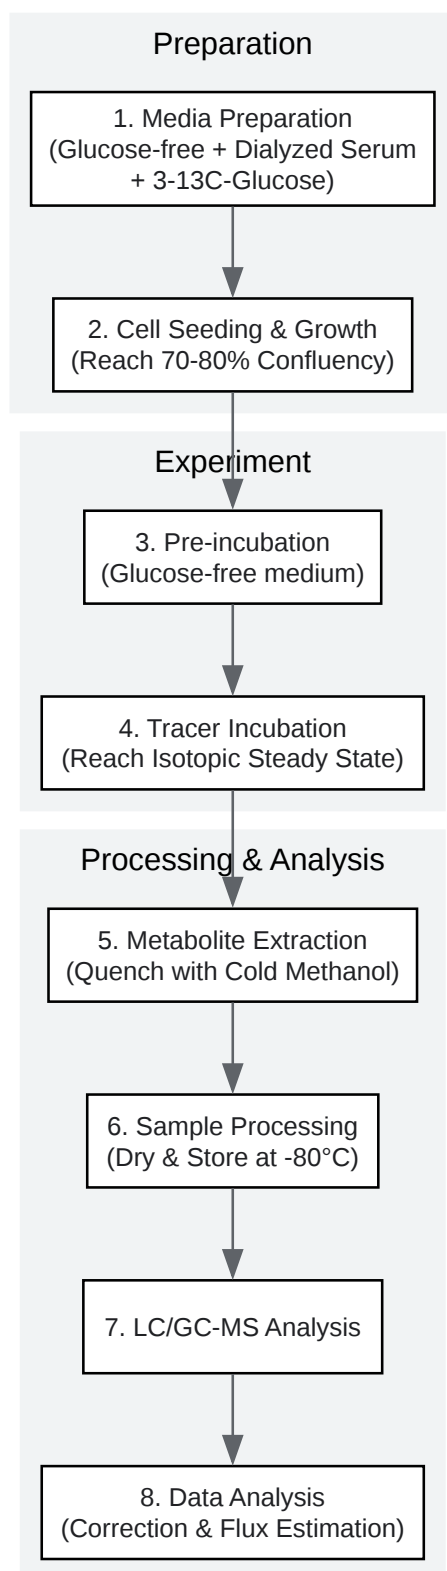 Preparation
1. Media Preparation
(Glucose-free + Dialyzed Serum
+ 3-13C-Glucose)
2. Cell Seeding & Growth
(Reach 70-80% Confluency)
Experiment
3. Pre-incubation
(Glucose-free medium)
4. Tracer Incubation
(Reach Isotopic Steady State)
Processing & Analysis
5. Metabolite Extraction
(Quench with Cold Methanol)
6. Sample Processing
(Dry & Store at -80°C)
7. LC/GC-MS Analysis
8. Data Analysis
(Correction & Flux Estimation)